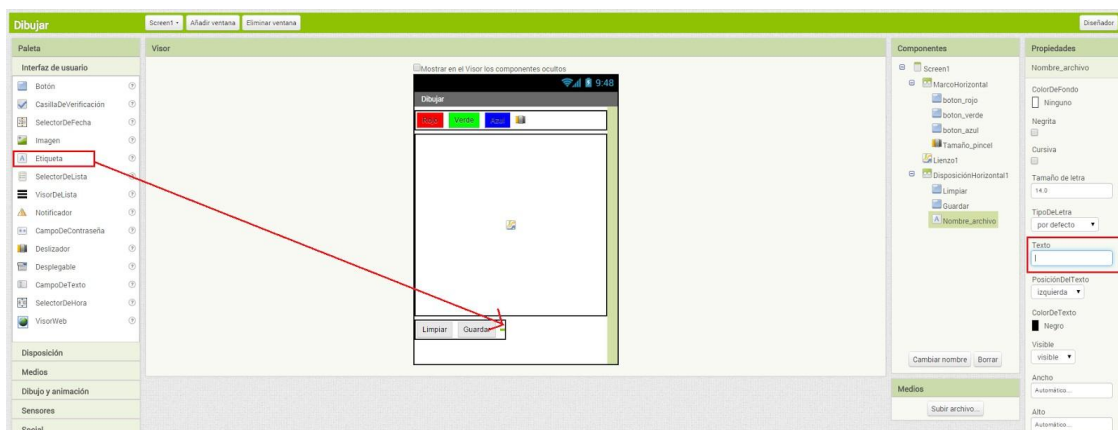 Dibujar
Screen1
Añadir ventana
Eliminar ventana
Diseñador
Paleta
Interfaz de usuario
Botón
CasillaDeVerificación
SelectorDeFecha
Imagen
Etiqueta
SelectorDeLista
VisorDeLista
Notificador
CampoDeContraseña
Deslizador
Desplegable
CampoDeTexto
SelectorDeHora
VisorWeb
Disposición
Medios
Dibujo y animación
Sensores
Social
Visor
Mostrar en el Visor los componentes ocultos
9:48
Dibujar
Rojo
Verde
Azul
Limpiar
Guardar
Componentes
Screen1
MarcoHorizontal
boton_rojo
boton_verde
boton_azul
Tamaño_pincel
Lienzo1
DisposiciónHorizontal1
Limpiar
Guardar
Nombre_archivo
Cambiar nombre
Borrar
Medios
Subir archivo...
Propiedades
Nombre_archivo
ColorDeFondo
Ninguno
Negrita
Cursiva
Tamaño de letra
14.0
TipoDeLetra
por defecto
Texto
PosiciónDelTexto
izquierda
ColorDeTexto
Negro
Visible
visible
Ancho
Automático...
Alto
Automático...